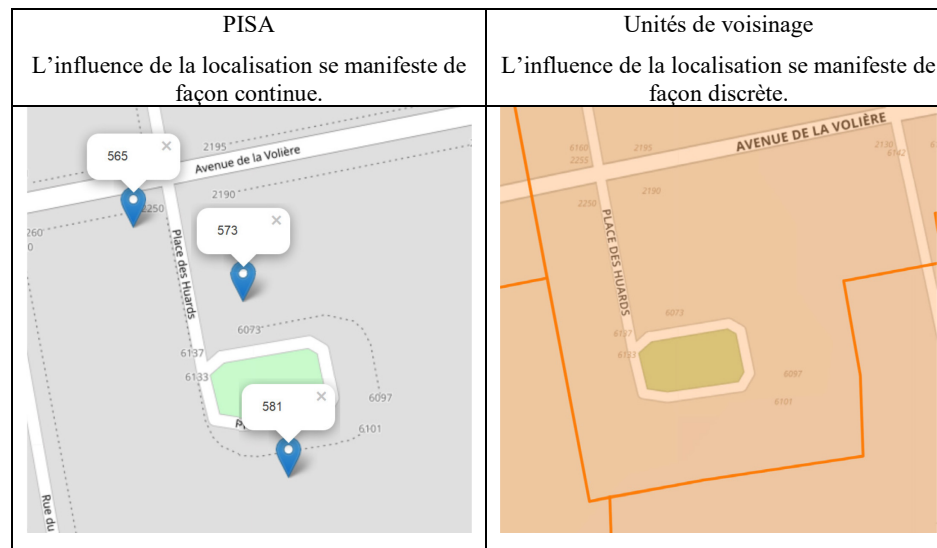 PISA
L’influence de la localisation se manifeste de
façon continue.
Unités de voisinage
L’influence de la localisation se manifeste de
façon discrète.
565
×
2195
Avenue de la Volière
2190
2250
573
×
Place des Huards
6073
6137
6133
581
×
6097
6101
Rue du
6160
2255
2195
AVENUE DE LA VOLIÈRE
2130
6142
2190
2250
PLACE DES HUARDS
6073
6137
6133
6097
6101